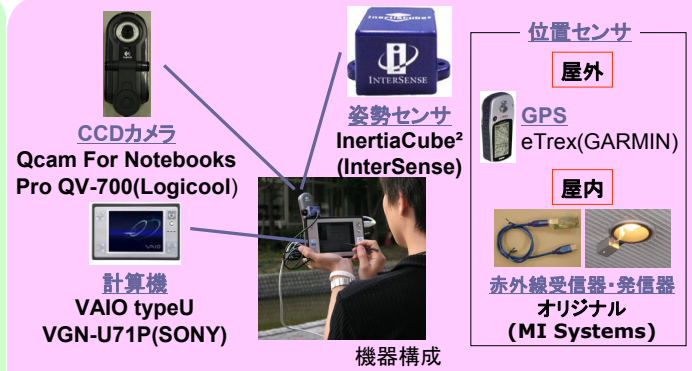 CCDカメラ
Qcam For Notebooks
Pro QV-700(Logicool)
InertiaCube²
INTERSENSE
姿勢センサ
InertiaCube²
(InterSense)
計算機
VAIO typeU
VGN-U71P(SONY)
機器構成
位置センサ
屋外
GPS
eTrex(GARMIN)
屋内
赤外線受信器・発信器
オリジナル
(MI Systems)
VAIO